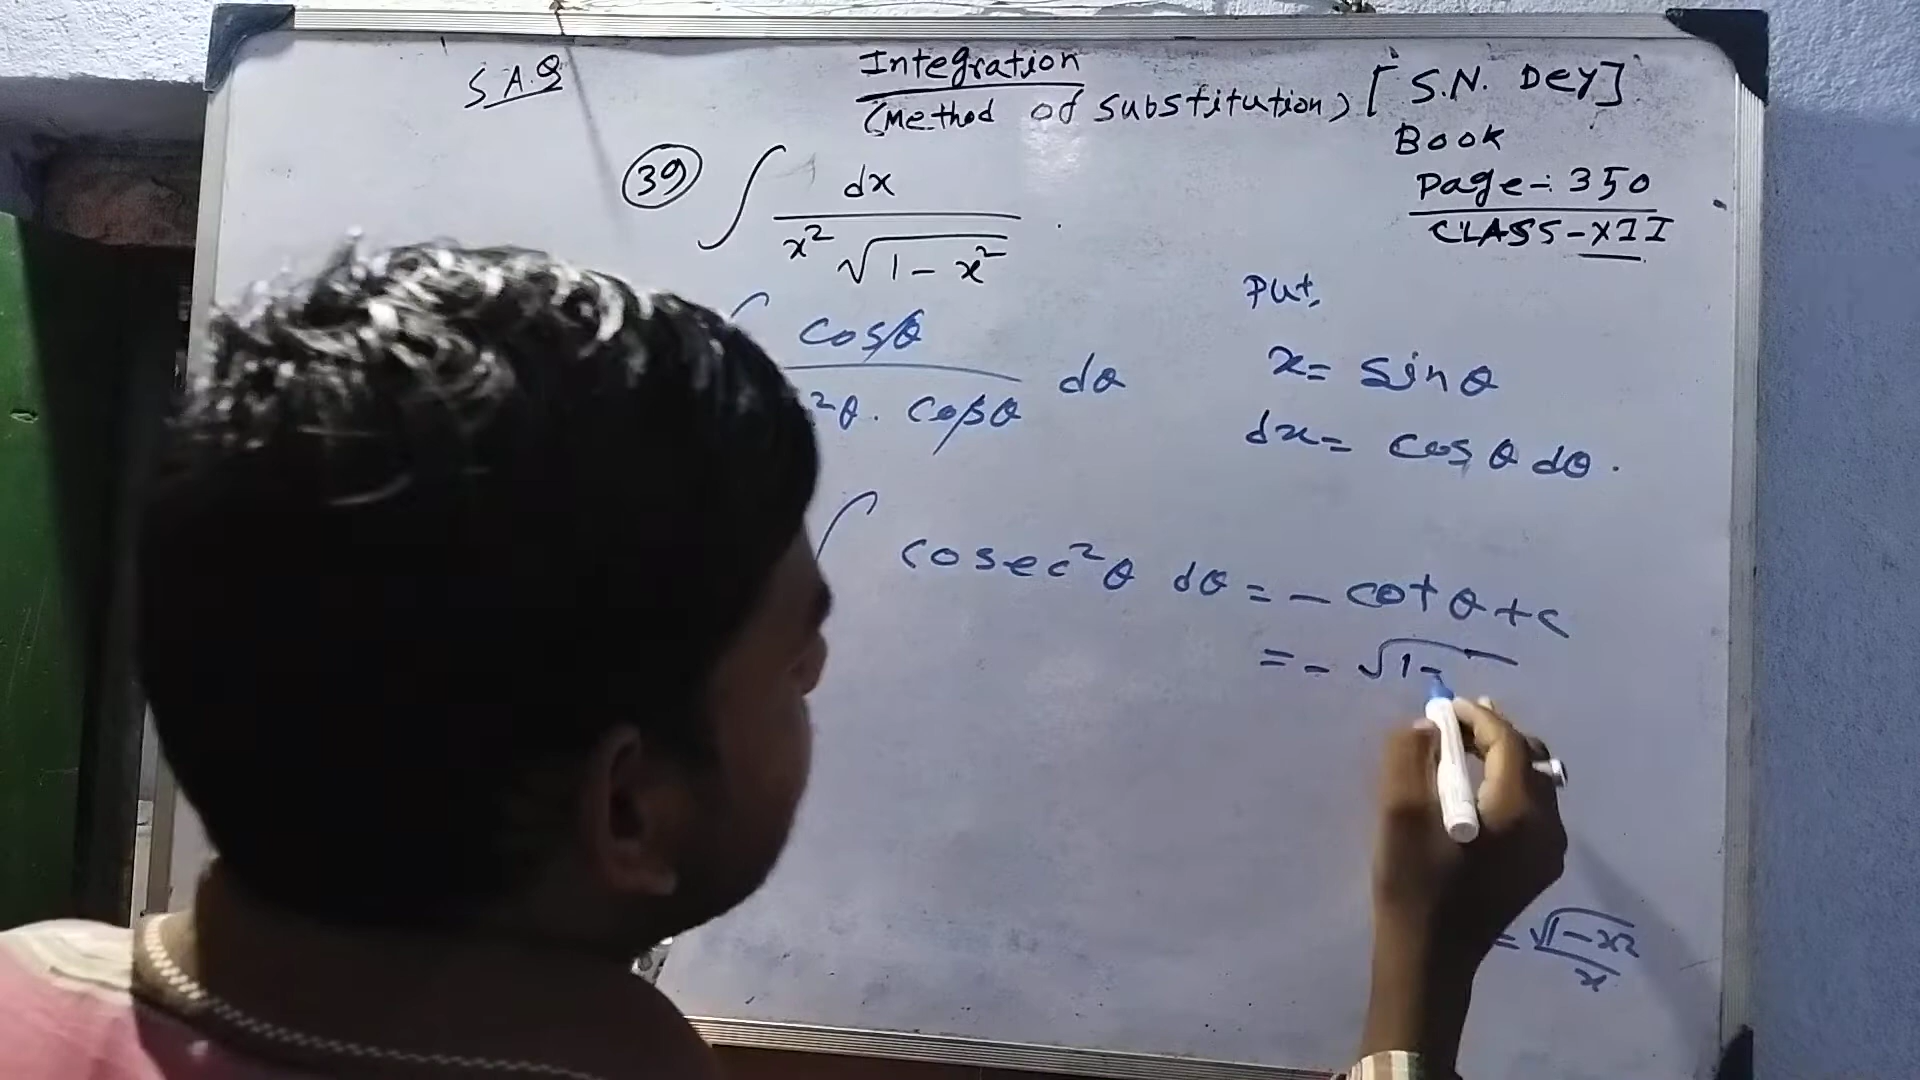 S.A.Q
Integration
(Method of substitution) [S.N. DEY]
Book
Page-: 350
CLASS-XII
(39) ∫ dx / x² √(1-x²)
∫ cosθ / ²θ. cosθ dθ
Put,
x= sinθ
dx= cosθ dθ.
∫ cosec²θ dθ = - cotθ + c
= - √1-
= √(1-x²) / x